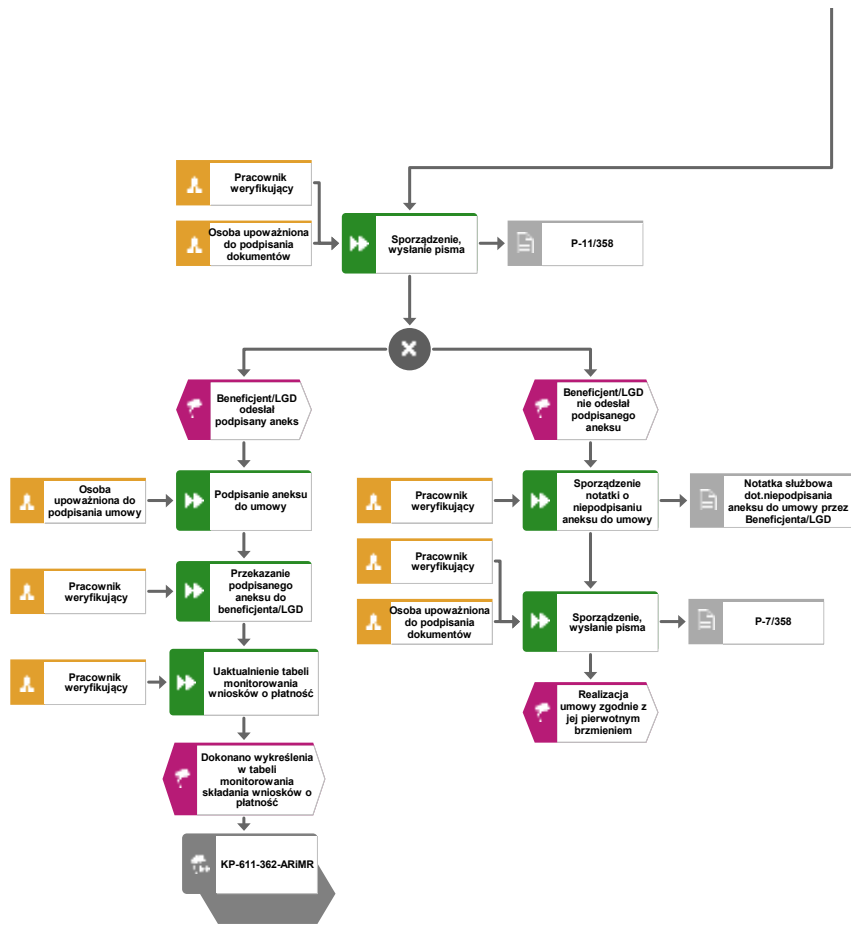 Pracownik
weryfikujący
Osoba upoważniona
do podpisania
dokumentów
Sporządzenie,
wysłanie pisma
P-11/358
Beneficjent/LGD
odesłał
podpisany aneks
Beneficjent/LGD
nie odesłał
podpisanego
aneksu
Osoba
upoważniona do
podpisania umowy
Podpisanie aneksu
do umowy
Pracownik
weryfikujący
Sporządzenie
notatki o
niepodpisaniu
aneksu do umowy
Notatka służbowa
dot.niepodpisania
aneksu do umowy przez
Beneficjenta/LGD
Pracownik
weryfikujący
Przekazanie
podpisanego
aneksu do
beneficjenta/LGD
Pracownik
weryfikujący
Osoba upoważniona
do podpisania
dokumentów
Sporządzenie,
wysłanie pisma
P-7/358
Pracownik
weryfikujący
Uaktualnienie tabeli
monitorowania
wniosków o płatność
Realizacja
umowy zgodnie z
jej pierwotnym
brzmieniem
Dokonano wykreślenia
w tabeli
monitorowania
składania wniosków o
płatność
KP-611-362-ARiMR